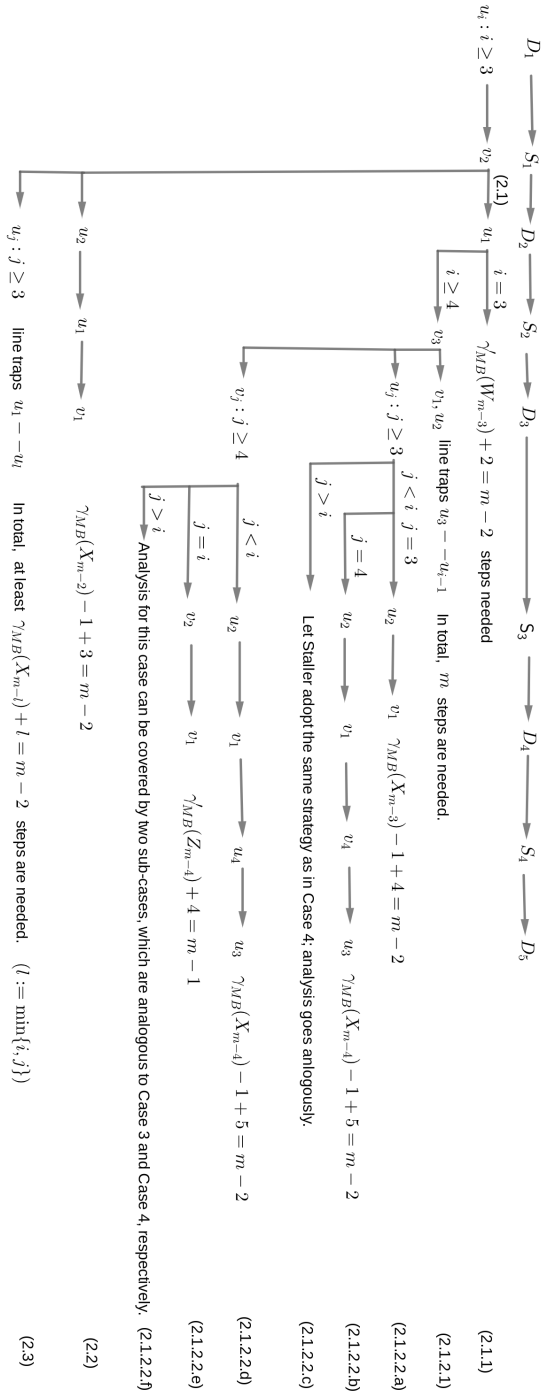 D_1 S_1 D_2 S_2 D_3 S_3 D_4 S_4 D_5
u_i : i ≥ 3 v_2 (2.1) u_1 i = 3 γ′_{MB}(W_{m−3}) + 2 = m − 2 steps needed (2.1.1)
i ≥ 4 v_3 v_1, u_2 line traps u_3 − −u_{i−1} In total, m steps are needed. (2.1.2.1)
u_j : j ≥ 3 j < i j = 3 u_2 v_1 γ_{MB}(X_{m−3}) − 1 + 4 = m − 2 (2.1.2.2.a)
j = 4 u_2 v_1 v_4 u_3 γ_{MB}(X_{m−4}) − 1 + 5 = m − 2 (2.1.2.2.b)
j > i Let Staller adopt the same strategy as in Case 4; analysis goes anlogously. (2.1.2.2.c)
v_j : j ≥ 4 j < i u_2 v_1 u_4 u_3 γ_{MB}(X_{m−4}) − 1 + 5 = m − 2 (2.1.2.2.d)
j = i v_2 v_1 γ′_{MB}(Z_{m−4}) + 4 = m − 1 (2.1.2.2.e)
j > i Analysis for this case can be covered by two sub-cases, which are analogous to Case 3 and Case 4, respectively. (2.1.2.2.f)
u_2 u_1 v_1 γ_{MB}(X_{m−2}) − 1 + 3 = m − 2 (2.2)
u_j : j ≥ 3 line traps u_1 − −u_l In total, at least γ_{MB}(X_{m−l}) + l = m − 2 steps are needed. (l := min{i, j}) (2.3)